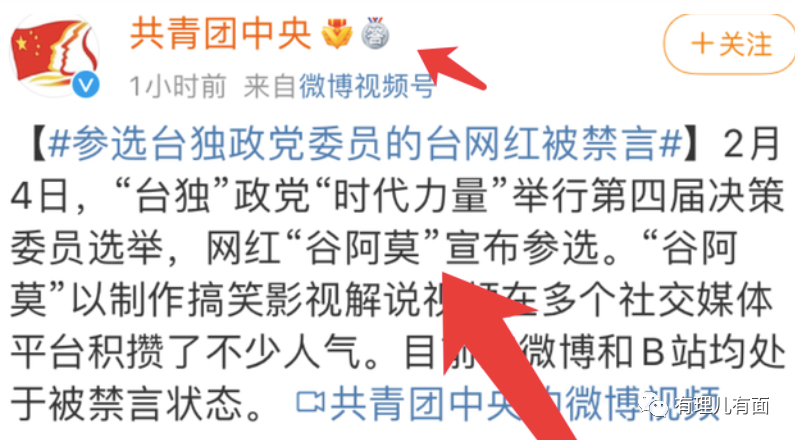 共青团中央
答
+关注
1小时前 来自微博视频号
【#参选台独政党委员的台网红被禁言#】2月
4日，“台独”政党“时代力量”举行第四届决策
委员选举，网红“谷阿莫”宣布参选。“谷阿
莫”以制作搞笑影视解说视频在多个社交媒体
平台积攒了不少人气。目前 微博和B站均处
于被禁言状态。 共青团中央的微博视频
有理儿有面